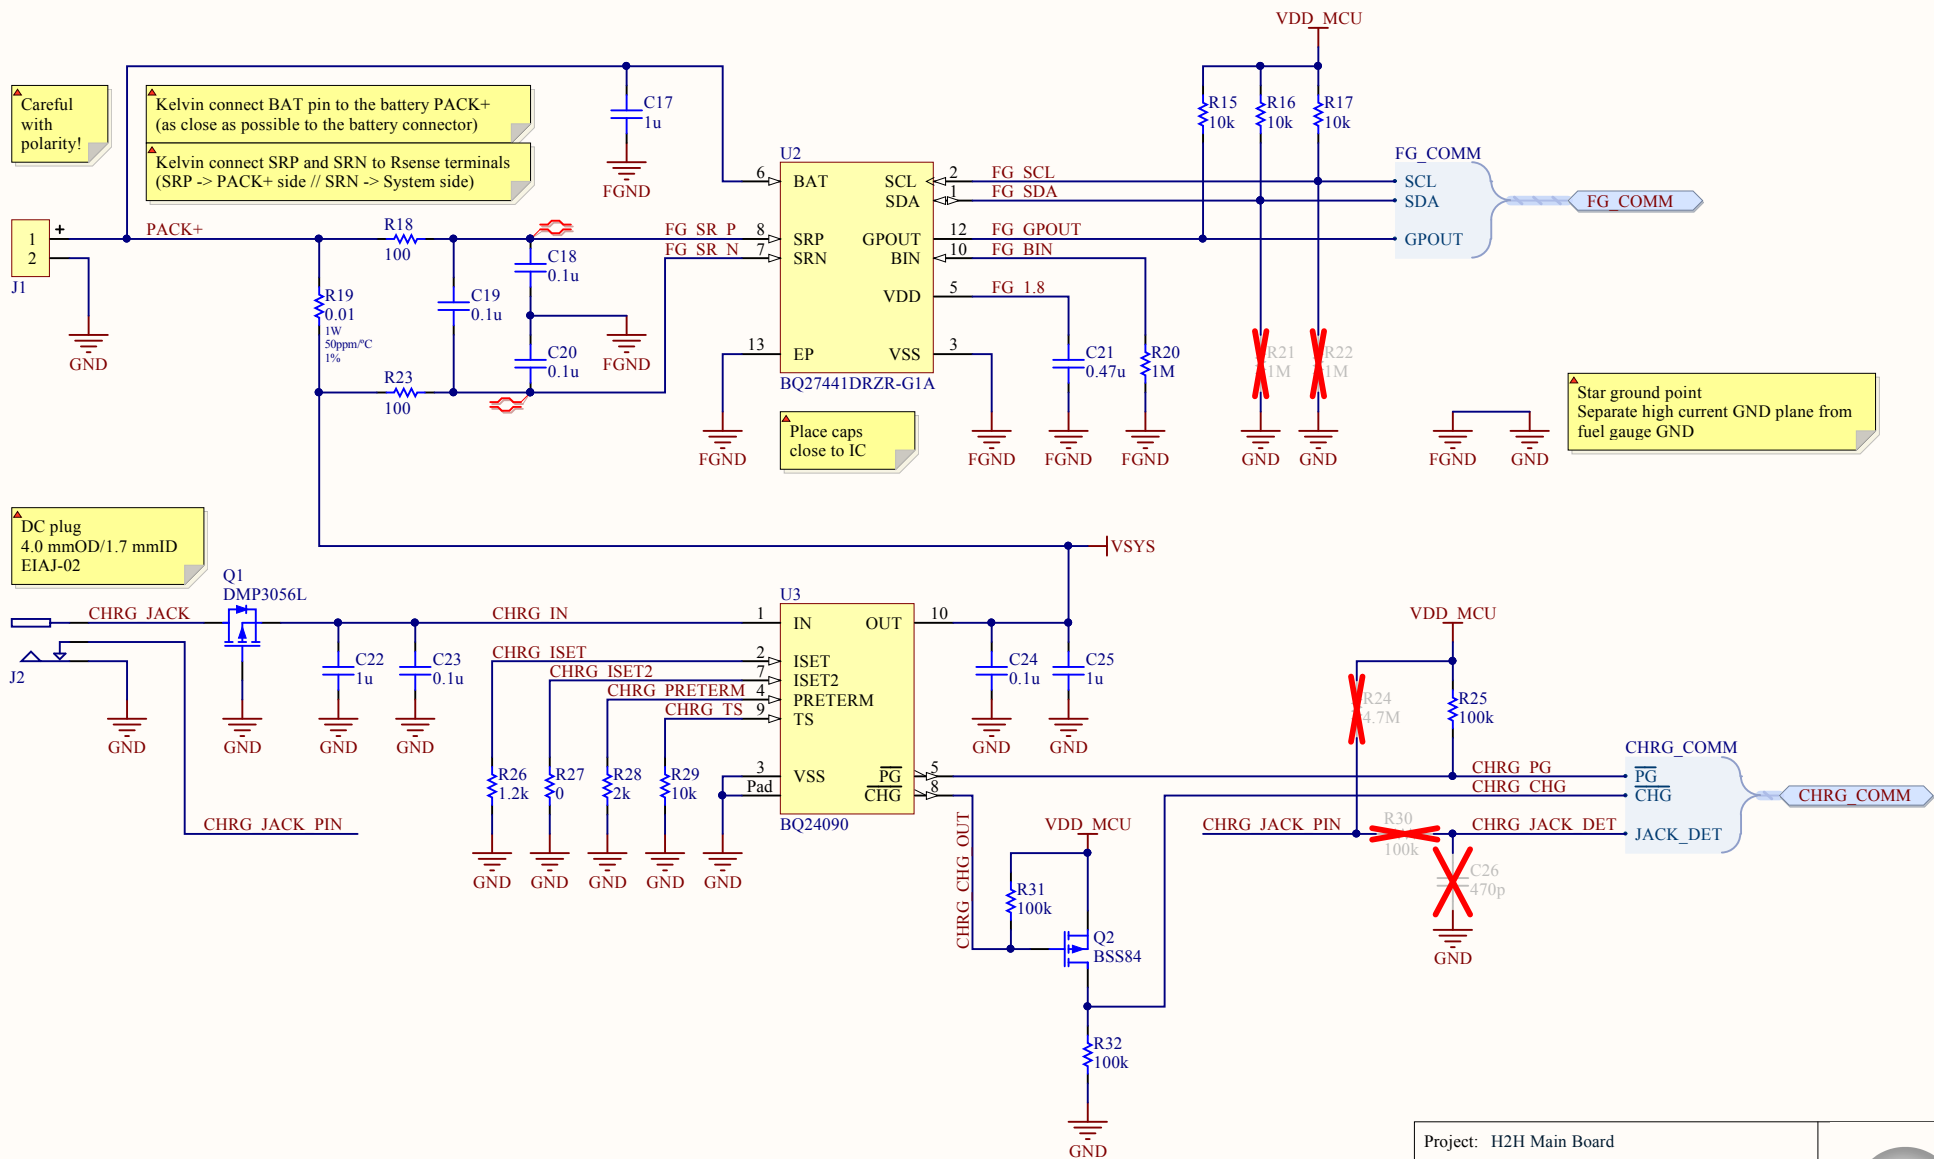 VDD_MCU
Careful
with
polarity!
Kelvin connect BAT pin to the battery PACK+
(as close as possible to the battery connector)
Kelvin connect SRP and SRN to Rsense terminals
(SRP -> PACK+ side // SRN -> System side)
C17
1u
FGND
R15
10k
R16
10k
R17
10k
U2
6
BAT
8
SRP
7
SRN
13
EP
SCL
2
FG_SCL
SDA
1
FG_SDA
GPOUT
12
FG_GPOUT
BIN
10
FG_BIN
VDD
5
FG_1.8
VSS
3
BQ27441DRZR-G1A
FG_COMM
SCL
SDA
GPOUT
FG_COMM
J1
1
2
+
GND
PACK+
R18
100
FG_SR_P
FG_SR_N
R19
0.01
1W
50ppm/ºC
1%
C19
0.1u
C18
0.1u
C20
0.1u
FGND
R23
100
FGND
Place caps
close to IC
FGND
C21
0.47u
FGND
R20
1M
FGND
R21
1M
GND
R22
1M
GND
FGND
GND
Star ground point
Separate high current GND plane from
fuel gauge GND
VSYS
DC plug
4.0 mmOD/1.7 mmID
EIAJ-02
Q1
DMP3056L
CHRG_JACK
J2
GND
GND
C22
1u
GND
C23
0.1u
GND
CHRG_IN
CHRG_ISET
CHRG_ISET2
CHRG_PRETERM
CHRG_TS
U3
1
IN
2
ISET
7
ISET2
4
PRETERM
9
TS
3
VSS
Pad
OUT
10
PG
5
CHG
8
BQ24090
C24
0.1u
GND
C25
1u
GND
R26
1.2k
GND
R27
0
GND
R28
2k
GND
R29
10k
GND
GND
CHRG_JACK_PIN
CHRG_CHG_OUT
VDD_MCU
R31
100k
Q2
BSS84
R32
100k
GND
VDD_MCU
R24
4.7M
R25
100k
CHRG_PG
CHRG_CHG
CHRG_JACK_PIN
R30
100k
CHRG_JACK_DET
C26
470p
GND
CHRG_COMM
PG
CHG
JACK_DET
CHRG_COMM
Project: H2H Main Board